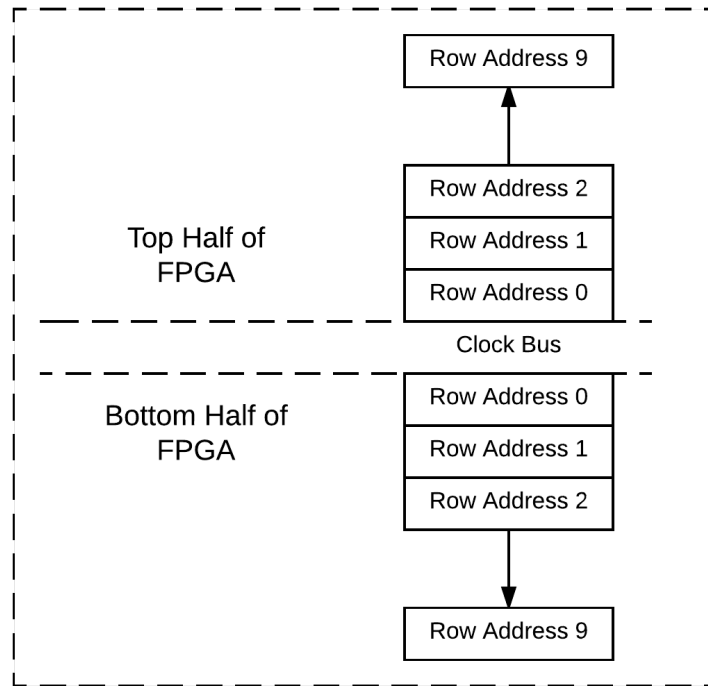 Row Address 9
Row Address 2
Top Half of
FPGA
Row Address 1
Row Address 0
Clock Bus
Row Address 0
Bottom Half of
FPGA
Row Address 1
Row Address 2
Row Address 9